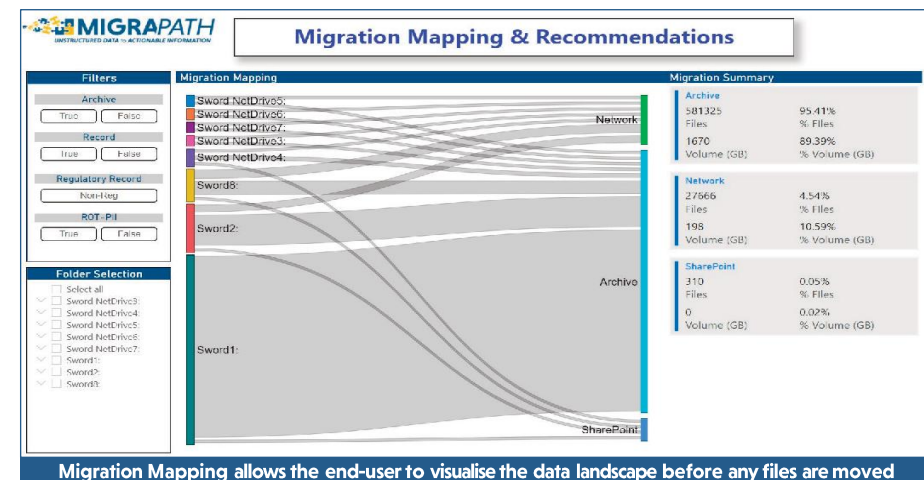 MIGRAPATH
UNSTRUCTURED DATA to ACTIONABLE INFORMATION
Migration Mapping & Recommendations
Filters
Archive
True False
Record
True False
Regulatory Record
Non-Reg
ROT-PII
True False
Folder Selection
Select all
Sword NetDrive3:
Sword NetDrive4:
Sword NetDrive5:
Sword NetDrive6:
Sword NetDrive7:
Sword1:
Sword2:
Sword8:
Migration Mapping
Sword NetDrive5:
Sword NetDrive6:
Sword NetDrive7:
Sword NetDrive3:
Sword NetDrive4:
Sword8:
Sword2:
Sword1:
Network
Archive
SharePoint
Migration Summary
Archive
581325 95.41%
Files % Files
1670 89.39%
Volume (GB) % Volume (GB)
Network
27666 4.54%
Files % Files
198 10.59%
Volume (GB) % Volume (GB)
SharePoint
310 0.05%
Files % Files
0 0.02%
Volume (GB) % Volume (GB)
Migration Mapping allows the end-user to visualise the data landscape before any files are moved